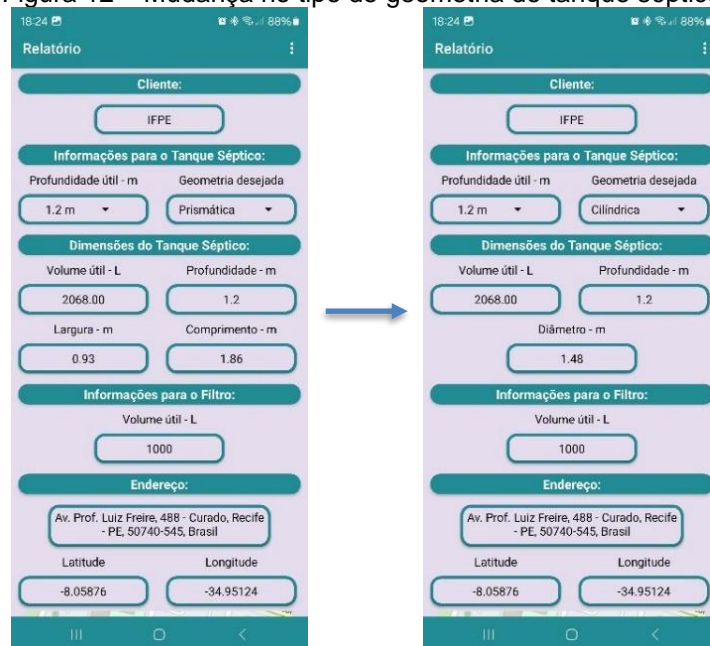 Figura 12 – Mudança no tipo de geometria do tanque séptico
18:24 88%
Relatório
Cliente:
IFPE
Informações para o Tanque Séptico:
Profundidade útil - m Geometria desejada
1.2 m Prismática
Dimensões do Tanque Séptico:
Volume útil - L Profundidade - m
2068.00 1.2
Largura - m Comprimento - m
0.93 1.86
Informações para o Filtro:
Volume útil - L
1000
Endereço:
Av. Prof. Luiz Freire, 488 - Curado, Recife
- PE, 50740-545, Brasil
Latitude Longitude
-8.05876 -34.95124
18:24 88%
Relatório
Cliente:
IFPE
Informações para o Tanque Séptico:
Profundidade útil - m Geometria desejada
1.2 m Cilíndrica
Dimensões do Tanque Séptico:
Volume útil - L Profundidade - m
2068.00 1.2
Diâmetro - m
1.48
Informações para o Filtro:
Volume útil - L
1000
Endereço:
Av. Prof. Luiz Freire, 488 - Curado, Recife
- PE, 50740-545, Brasil
Latitude Longitude
-8.05876 -34.95124